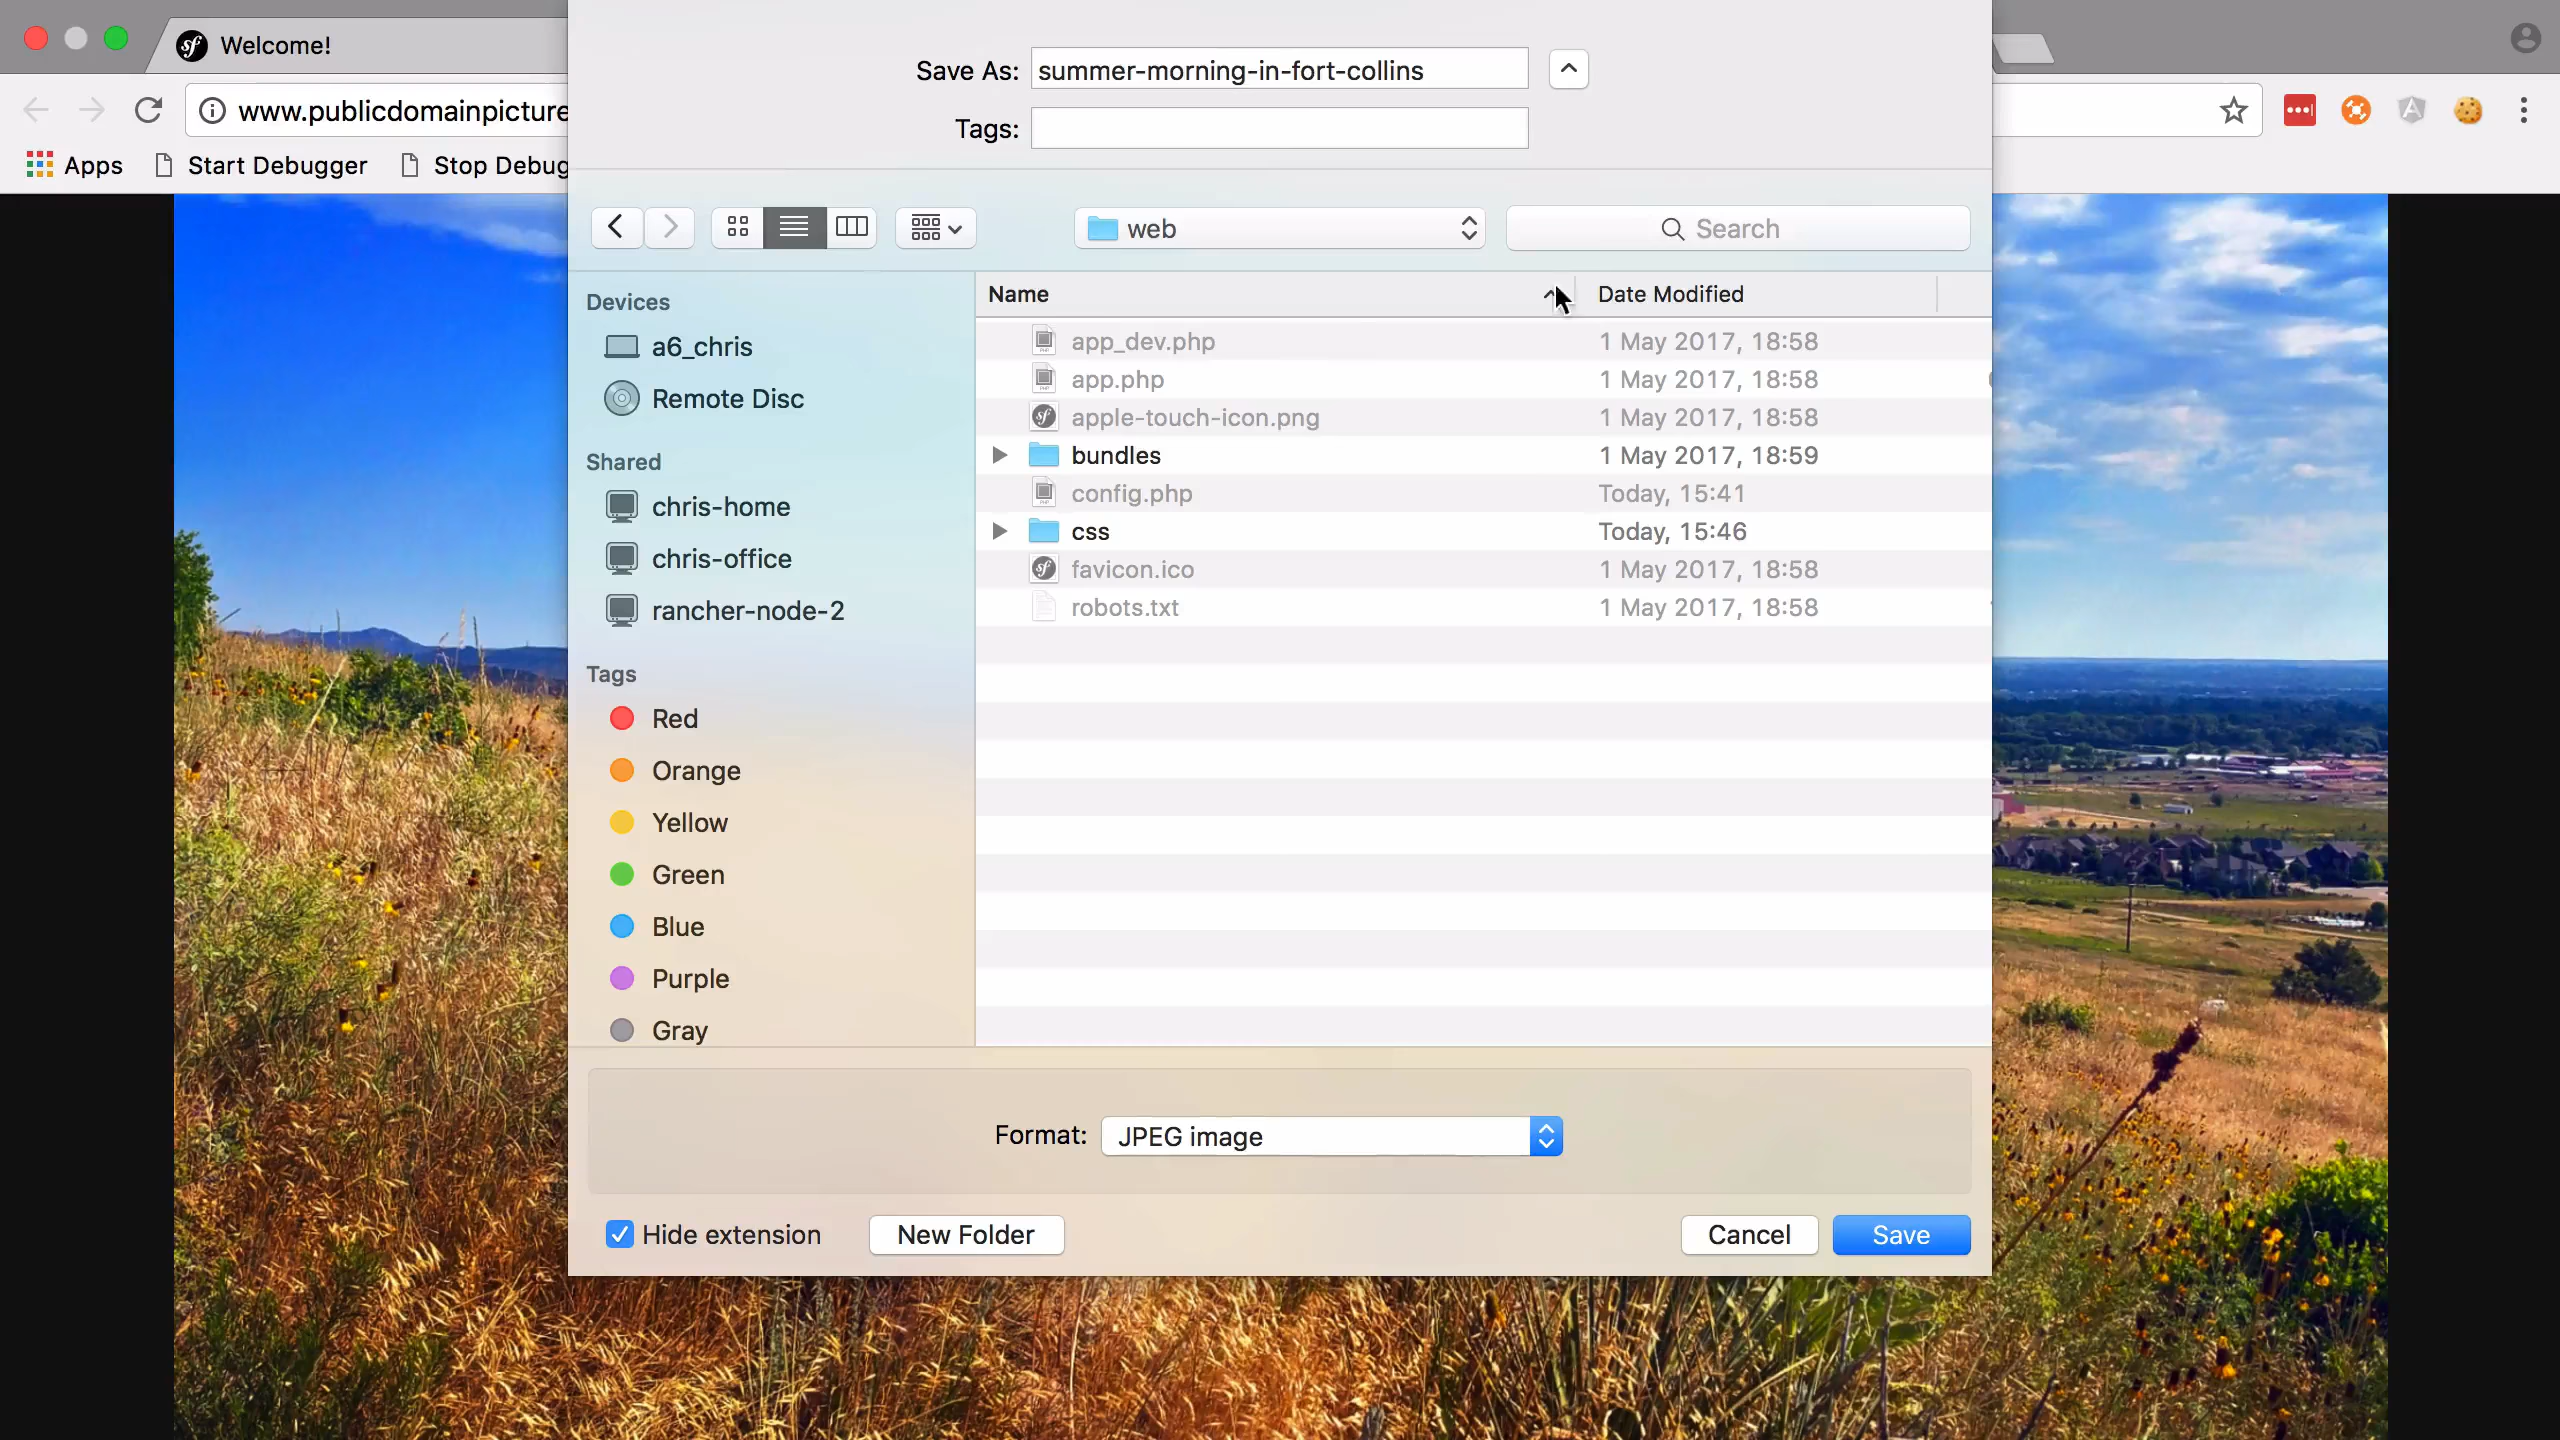 Welcome!
www.publicdomainpicture
Apps
Start Debugger
Stop Debug
Save As: summer-morning-in-fort-collins
Tags:
web
Search
Devices
a6_chris
Remote Disc
Shared
chris-home
chris-office
rancher-node-2
Tags
Red
Orange
Yellow
Green
Blue
Purple
Gray
Name Date Modified
app_dev.php 1 May 2017, 18:58
app.php 1 May 2017, 18:58
apple-touch-icon.png 1 May 2017, 18:58
bundles 1 May 2017, 18:59
config.php Today, 15:41
css Today, 15:46
favicon.ico 1 May 2017, 18:58
robots.txt 1 May 2017, 18:58
Format: JPEG image
Hide extension
New Folder
Cancel
Save